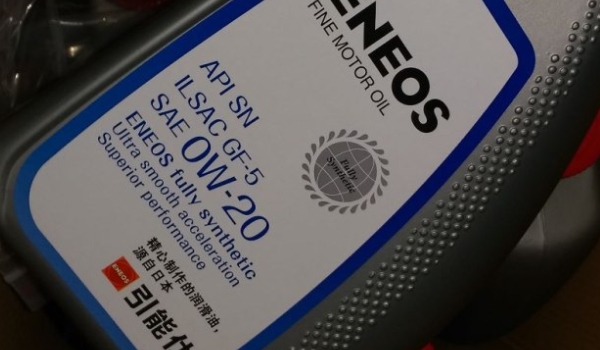 ENEOS
FINE MOTOR OIL
API SN
ILSAC GF-5
SAE 0W-20
ENEOS fully synthetic
Ultra smooth acceleration
Superior performance
Fully
Synthetic
精心制作的润滑油,
源自日本
ENEOS
引能仕